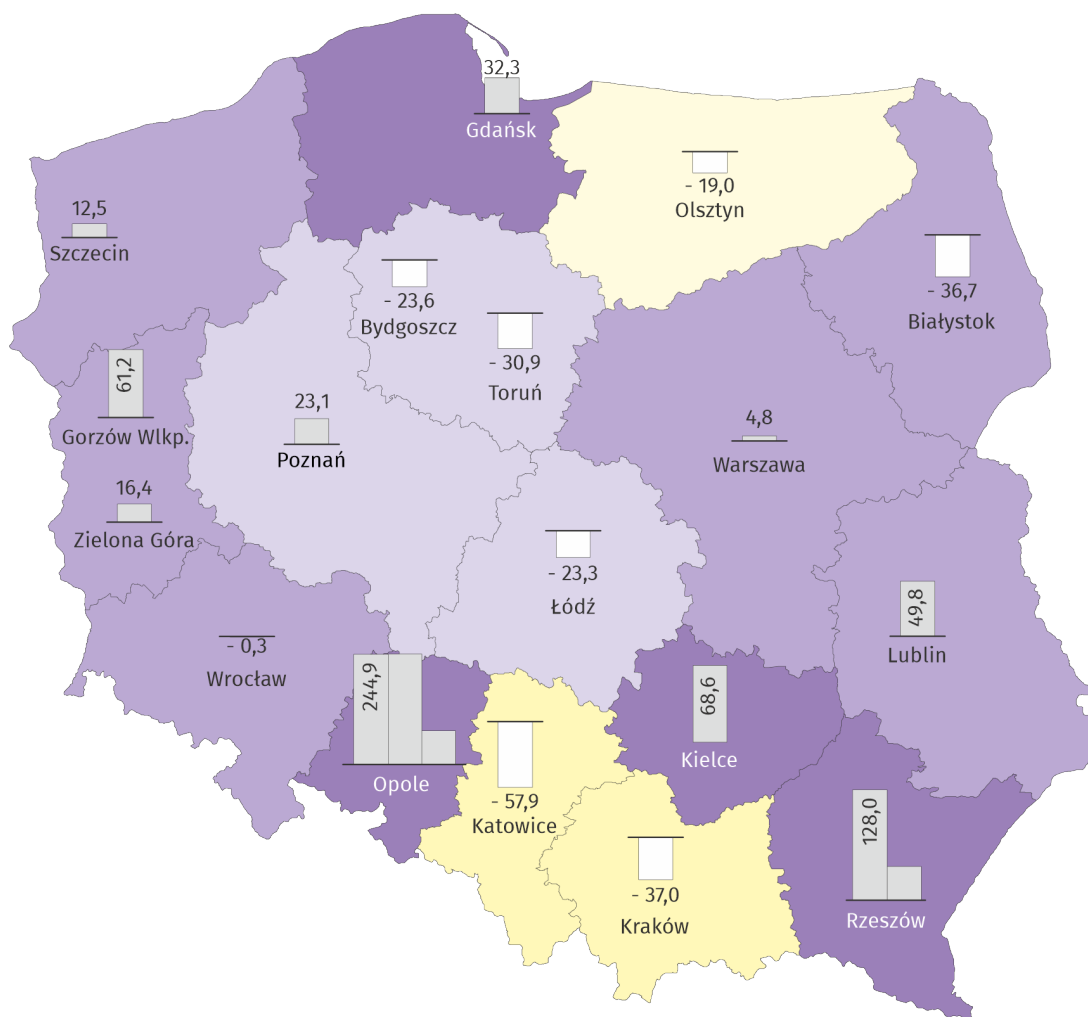 32,3
Gdańsk
- 19,0
Olsztyn
12,5
Szczecin
- 36,7
Białystok
- 23,6
Bydgoszcz
- 30,9
Toruń
61,2
Gorzów Wlkp.
23,1
Poznań
4,8
Warszawa
16,4
Zielona Góra
- 23,3
Łódź
49,8
Lublin
- 0,3
Wrocław
244,9
Opole
68,6
Kielce
- 57,9
Katowice
128,0
Rzeszów
- 37,0
Kraków